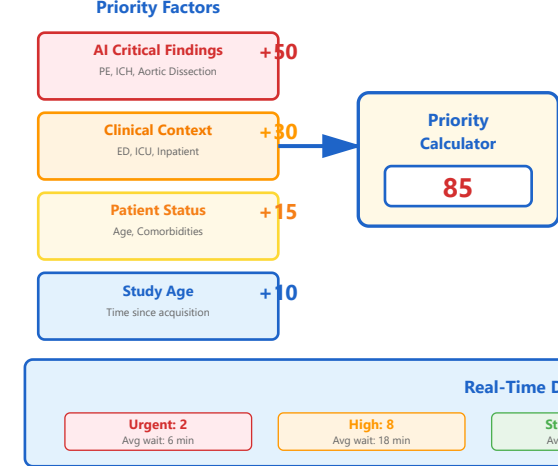 Priority Factors
AI Critical Findings
+50
PE, ICH, Aortic Dissection
Clinical Context
+30
ED, ICU, Inpatient
Patient Status
+15
Age, Comorbidities
Study Age
+10
Time since acquisition
Priority
Calculator
85
Real-Time
Urgent: 2
Avg wait: 6 min
High: 8
Avg wait: 18 min